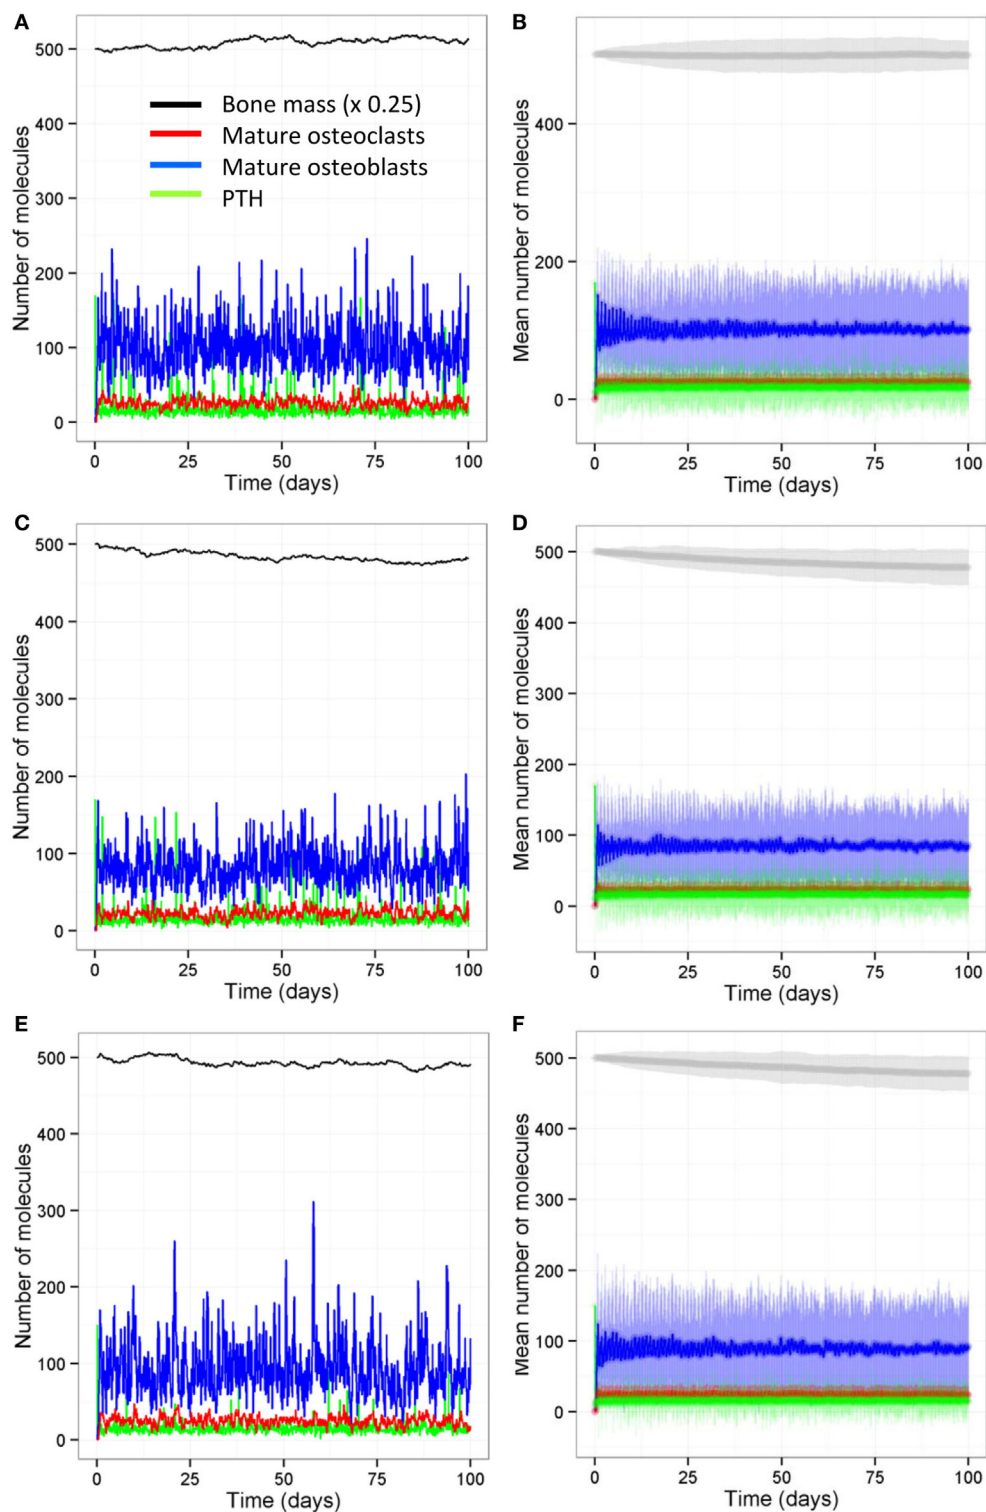 A
Number of molecules
500
400
300
200
100
0
Bone mass (x 0.25)
Mature osteoclasts
Mature osteoblasts
PTH
0 25 50 75 100
Time (days)
B
Mean number of molecules
400
200
0
0 25 50 75 100
Time (days)
C
Number of molecules
500
400
300
200
100
0
0 25 50 75 100
Time (days)
D
Mean number of molecules
500
400
300
200
100
0
0 25 50 75 100
Time (days)
E
Number of molecules
500
400
300
200
100
0
0 25 50 75 100
Time (days)
F
Mean number of molecules
500
400
300
200
100
0
0 25 50 75 100
Time (days)